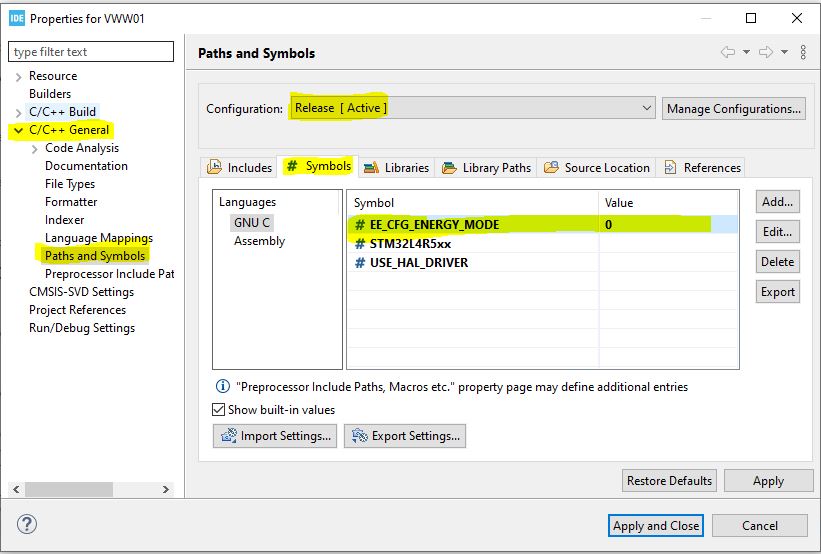 IDE Properties for VWW01
type filter text
Resource
Builders
C/C++ Build
C/C++ General
Code Analysis
Documentation
File Types
Formatter
Indexer
Language Mappings
Paths and Symbols
Preprocessor Include Pat
CMSIS-SVD Settings
Project References
Run/Debug Settings
Paths and Symbols
Configuration: Release [ Active ] Manage Configurations...
Includes # Symbols Libraries Library Paths Source Location References
Languages
GNU C
Assembly
Symbol Value
# EE_CFG_ENERGY_MODE 0
# STM32L4R5xx
# USE_HAL_DRIVER
Add...
Edit...
Delete
Export
"Preprocessor Include Paths, Macros etc." property page may define additional entries
Show built-in values
Import Settings... Export Settings...
Restore Defaults Apply
? Apply and Close Cancel